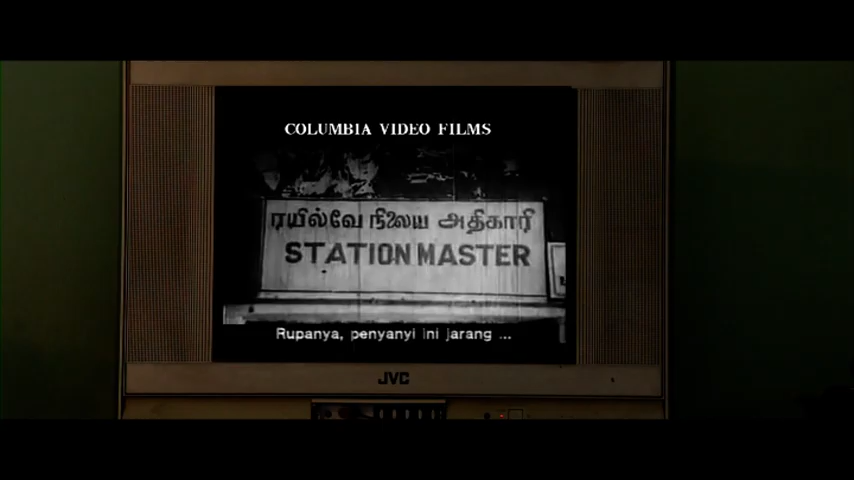 COLUMBIA VIDEO FILMS
ரயில்வே நிலைய அதிகாரி
STATION MASTER
Rupanya, penyanyi ini jarang ...
JVC